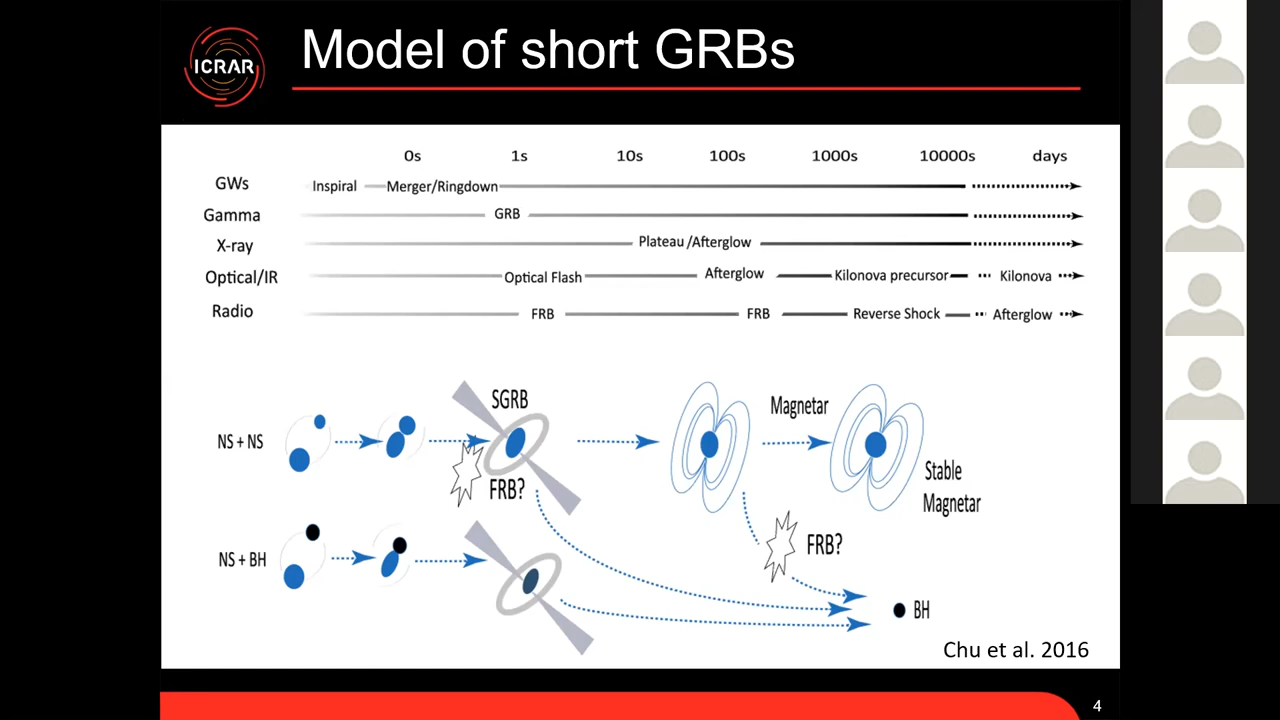 ICRAR
Model of short GRBs
0s 1s 10s 100s 1000s 10000s days
GWs Inspiral Merger/Ringdown
Gamma GRB
X-ray Plateau /Afterglow
Optical/IR Optical Flash Afterglow Kilonova precursor Kilonova
Radio FRB FRB Reverse Shock Afterglow
SGRB
Magnetar
NS + NS
Stable
Magnetar
FRB?
FRB?
NS + BH
BH
Chu et al. 2016
4